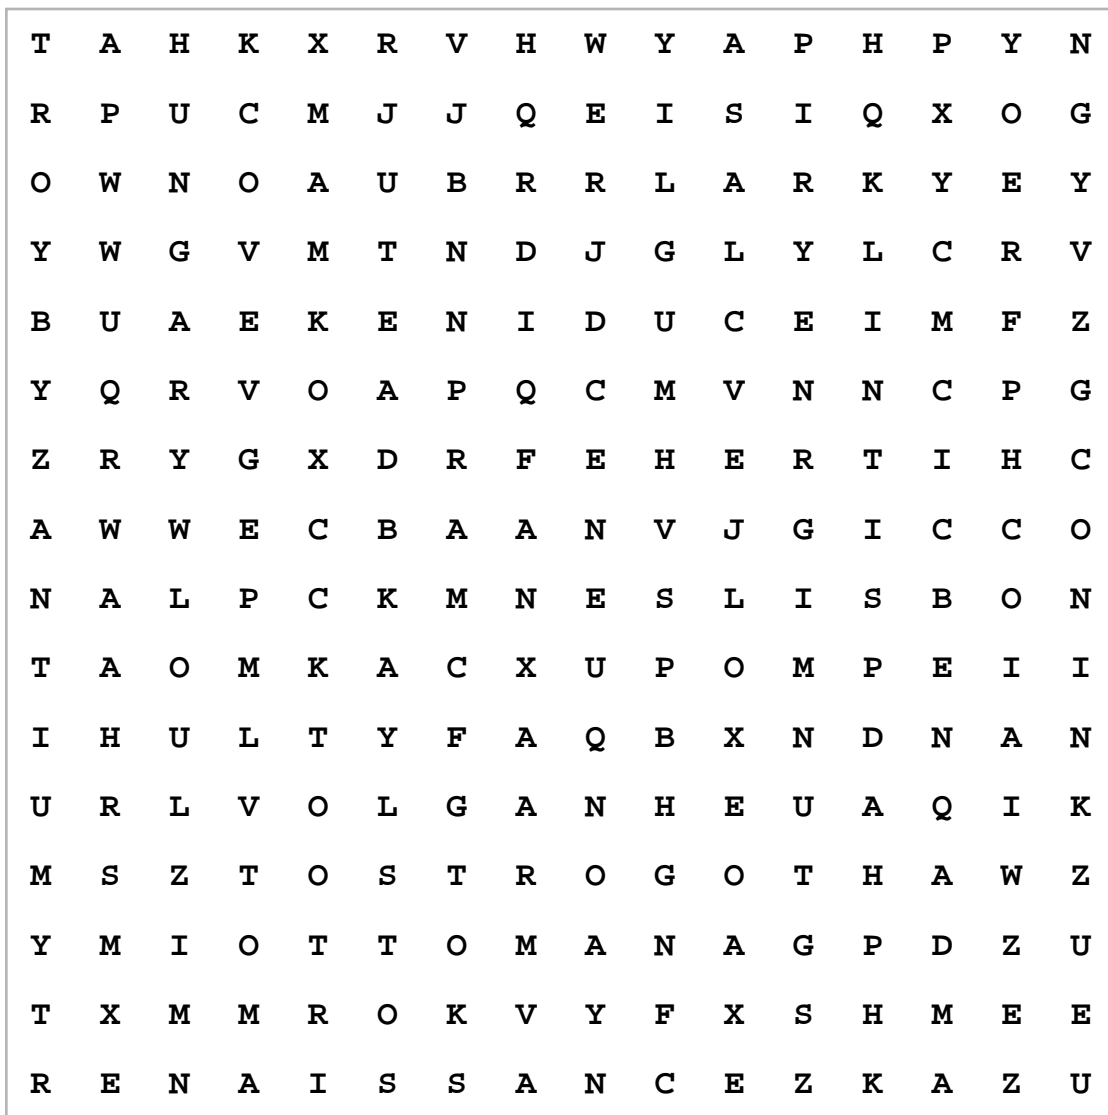 T A H K X R V H W Y A P H P Y N
R P U C M J J Q E I S I Q X O G
O W N O A U B R R L A R K Y E Y
Y W G V M T N D J G L Y L C R V
B U A E K E N I D U C E I M F Z
Y Q R V O A P Q C M V N N C P G
Z R Y G X D R F E H E R T I H C
A W W E C B A A N V J G I C C O
N A L P C K M N E S L I S B O N
T A O M K A C X U P O M P E I I
I H U L T Y F A Q B X N D N A N
U R L V O L G A N H E U A Q I K
M S Z T O S T R O G O T H A W Z
Y M I O T T O M A N A G P D Z U
T X M M R O K V Y F X S H M E E
R E N A I S S A N C E Z K A Z U